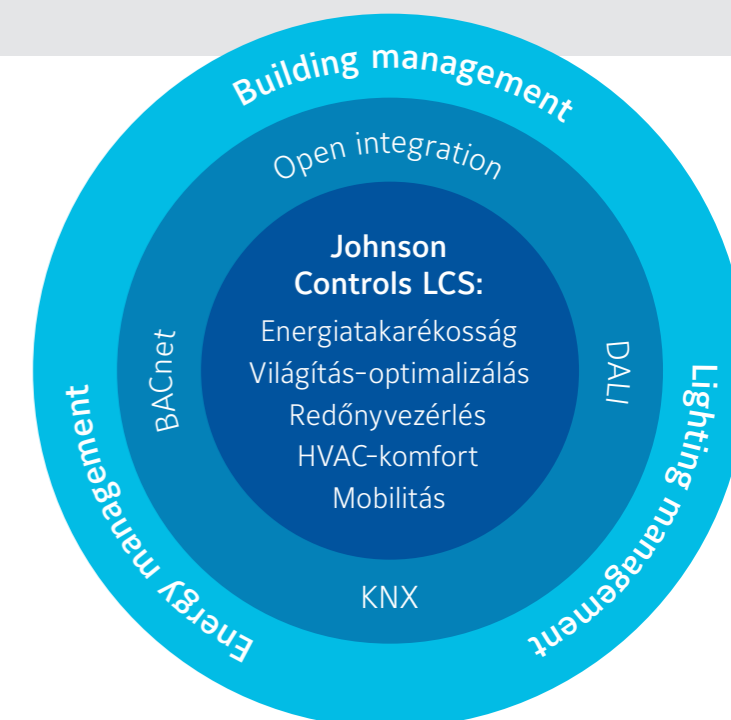 Building management
Open integration
Johnson
Controls LCS:
Energiatakarékosság
Világítás-optimalizálás
Redőnyvezérlés
HVAC-komfort
Mobilitás
BACnet
DALI
KNX
Energy management
Lighting management